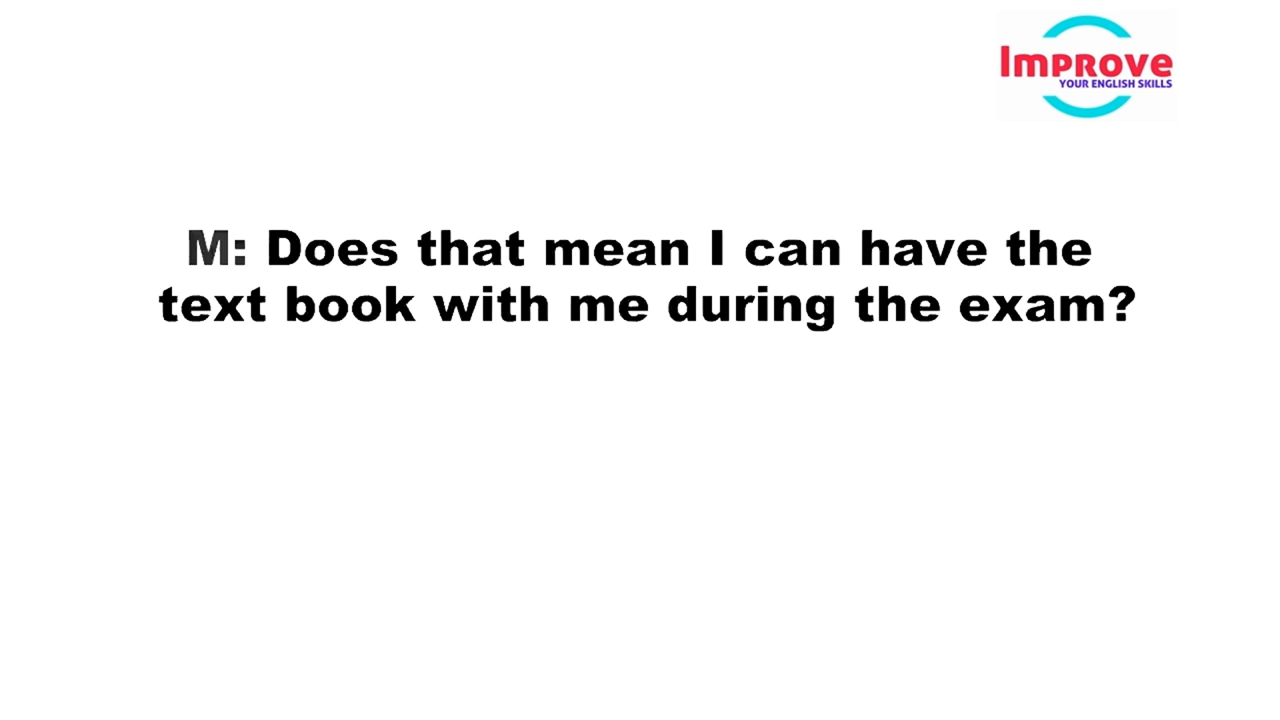 Improve
YOUR ENGLISH SKILLS
M: Does that mean I can have the
text book with me during the exam?